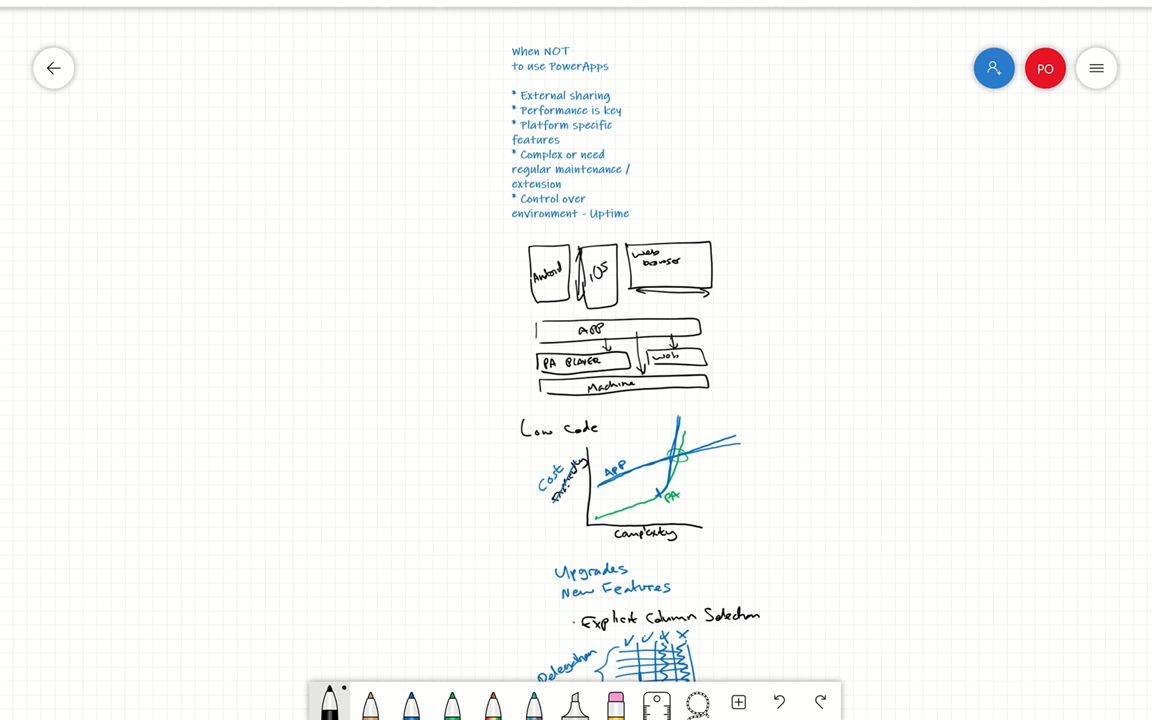 When NOT
to use PowerApps
* External sharing
* Performance is key
* Platform specific
features
* Complex or need
regular maintenance /
extension
* Control over
environment - Uptime
PO
Android
iOS
Web
browser
APP
PA PLAYER
Web
Machine
Low Code
Cost
APP
PA
Complexity
Upgrades
New Features
· Explicit Column Selection
Delegation